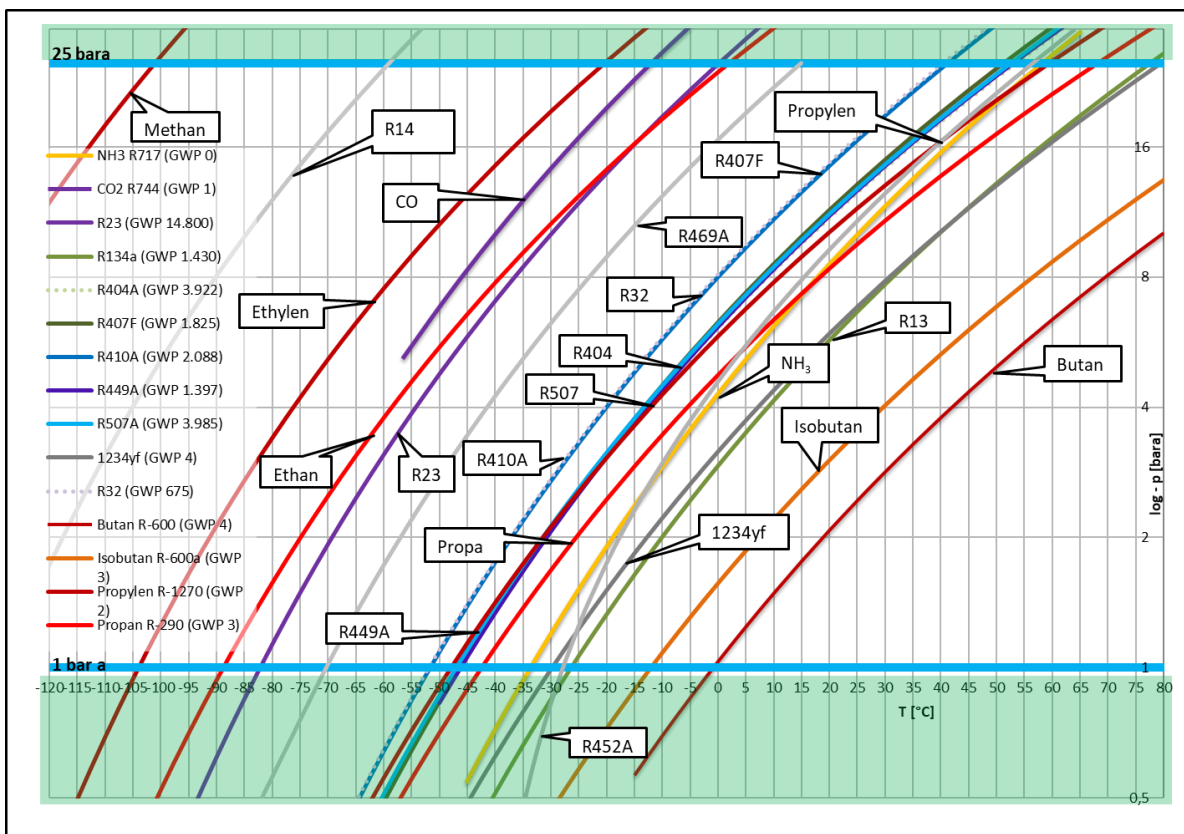 25 bara
Methan
R14
Propylen
NH3 R717 (GWP 0)
16
CO2 R744 (GWP 1)
CO
R407F
R23 (GWP 14.800)
R469A
R134a (GWP 1.430)
8
R404A (GWP 3.922)
Ethylen
R32
R407F (GWP 1.825)
R13
R410A (GWP 2.088)
R404
NH₃
Butan
R449A (GWP 1.397)
R507
R507A (GWP 3.985)
4
Isobutan
1234yf (GWP 4)
Ethan
R23
R410A
log - p [bara]
R32 (GWP 675)
Butan R-600 (GWP 4)
Propa
1234yf
2
Isobutan R-600a (GWP
3)
Propylen R-1270 (GWP
2)
Propan R-290 (GWP 3)
R449A
1 bar a
1
-120 -115 -110 -105 -100 -95 -90 -85 -80 -75 -70 -65 -60 -55 -50 -45 -40 -35 -30 -25 -20 -15 -10 -5 0 5 10 15 20 25 30 35 40 45 50 55 60 65 70 75 80
T [°C]
R452A
0,5